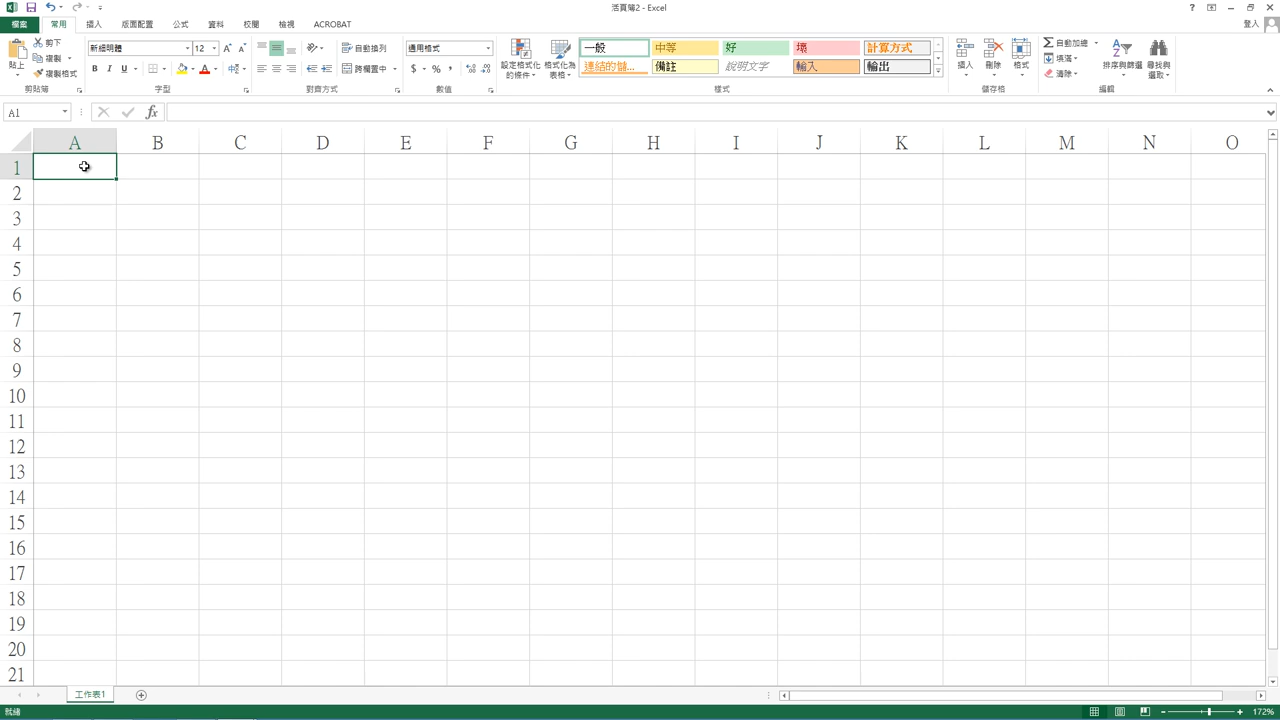 活頁簿2 - Excel
登入
檔案 常用 插入 版面配置 公式 資料 校閱 檢視 ACROBAT
貼上
剪下
複製
複製格式
剪貼簿
新細明體 12
B I U
字型
自動換列
跨欄置中
對齊方式
通用格式
$ % ,
數值
設定格式化的條件
格式化為表格
一般 中等 好 壞 計算方式
連結的儲... 備註 說明文字 輸入 輸出
樣式
插入 刪除 格式
儲存格
自動加總
填滿
清除
排序與篩選
尋找與選取
編輯
A1
fx
A B C D E F G H I J K L M N O
1
2
3
4
5
6
7
8
9
10
11
12
13
14
15
16
17
18
19
20
21
工作表1
就緒
172%